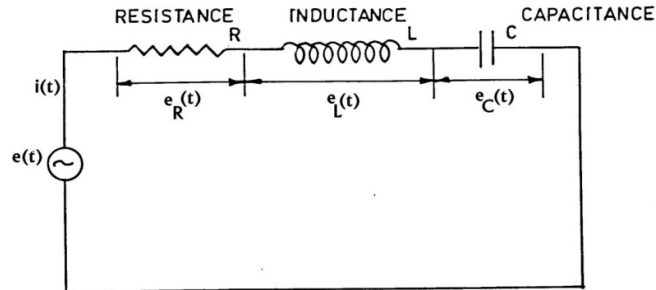 RESISTANCE INDUCTANCE CAPACITANCE
R L C
i(t)
e_R(t) e_L(t) e_C(t)
e(t)